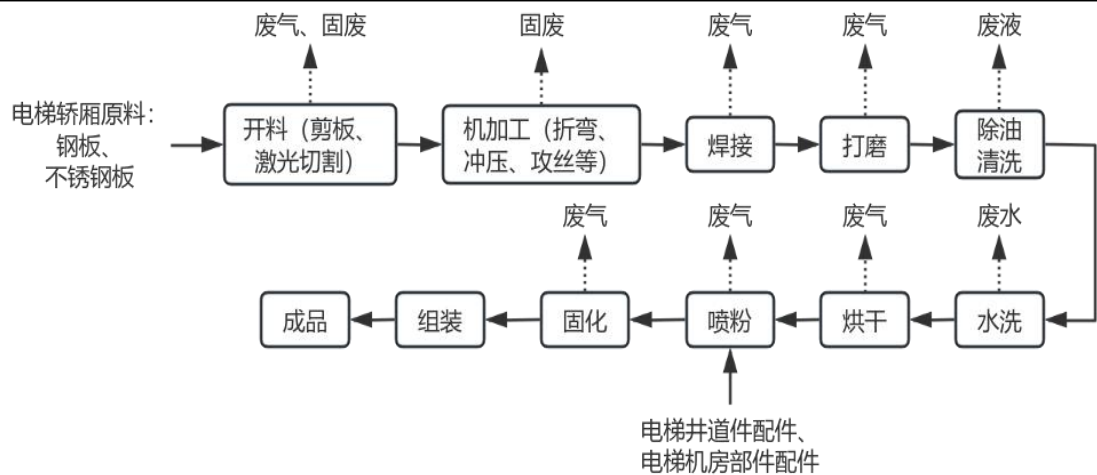 废气、固废
固废
废气
废气
废液
电梯轿厢原料：
钢板、
不锈钢板
开料（剪板、
激光切割）
机加工（折弯、
冲压、攻丝等）
焊接
打磨
除油
清洗
废气
废气
废气
废水
成品
组装
固化
喷粉
烘干
水洗
电梯井道件配件、
电梯机房部件配件